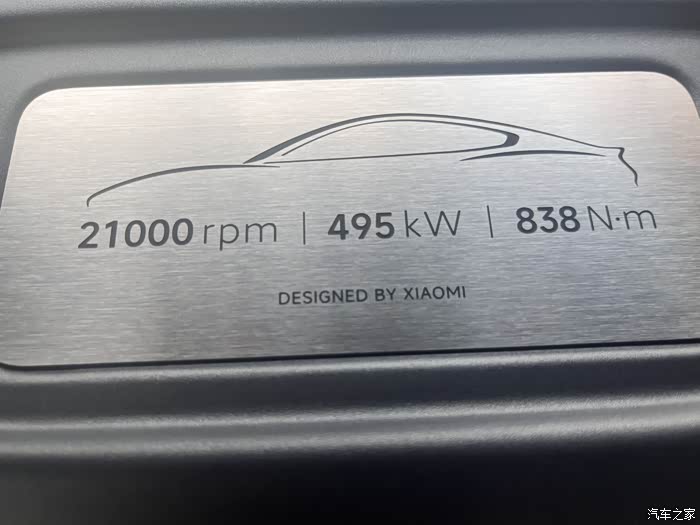 21000 rpm | 495 kW | 838 N·m
DESIGNED BY XIAOMI
汽车之家